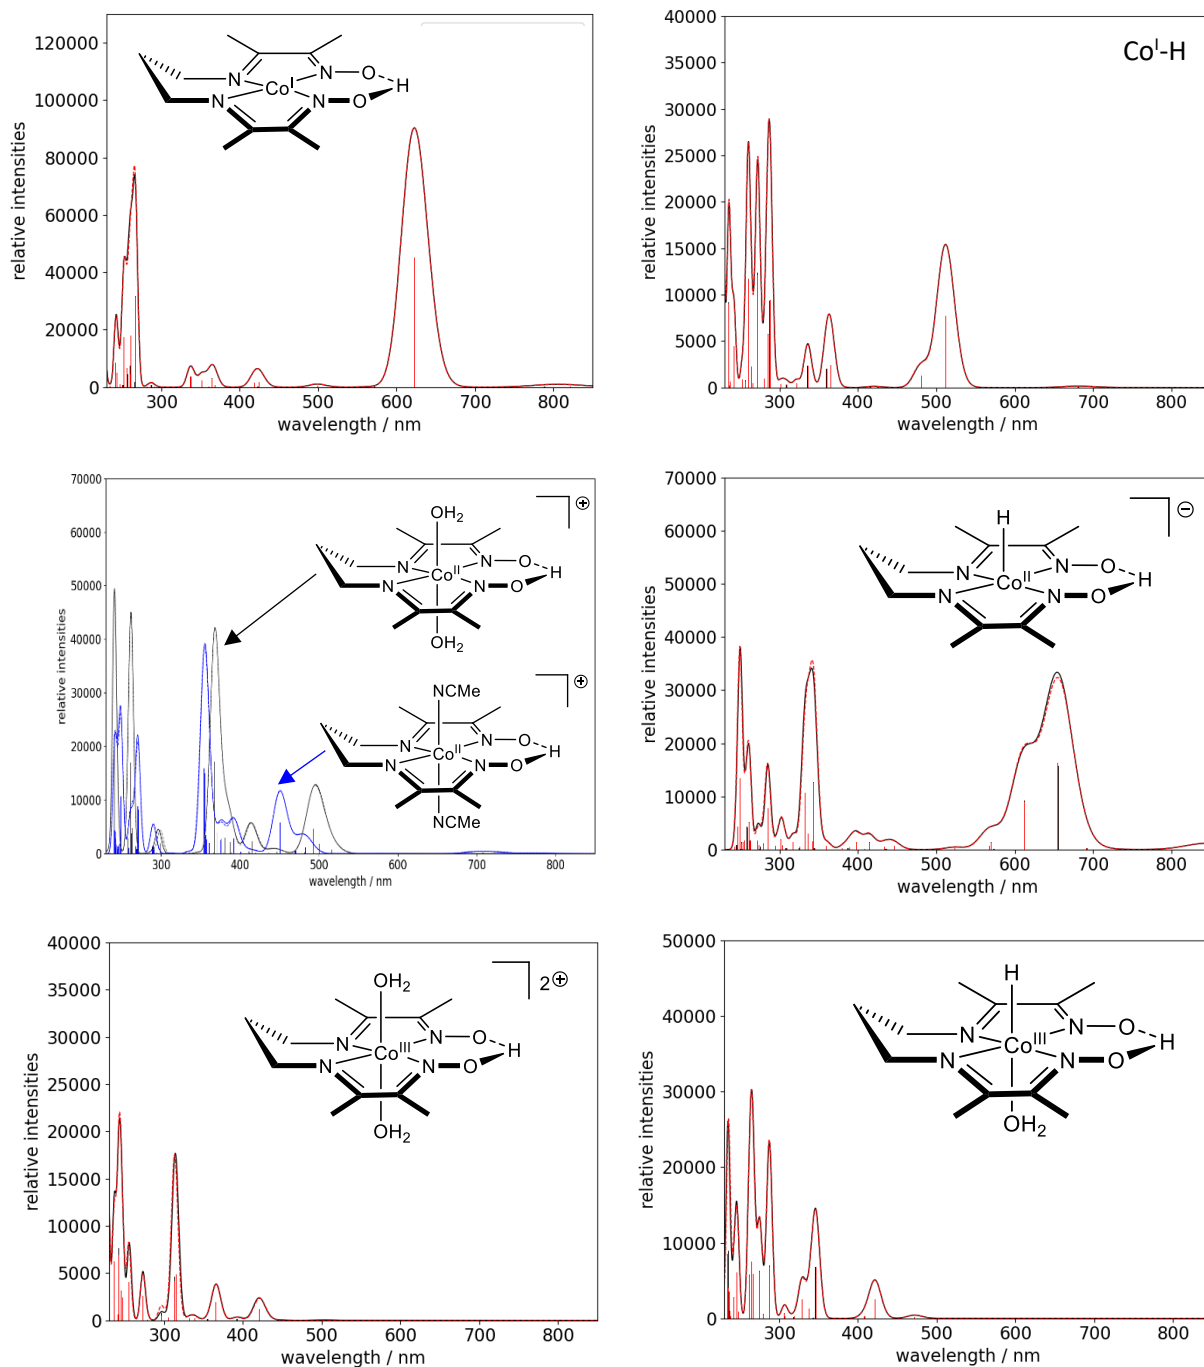 120000
100000
80000
60000
40000
20000
0
relative intensities
300 400 500 600 700 800
wavelength / nm
N
N
O
H
Co^I
N
N
O
40000
35000
30000
25000
20000
15000
10000
5000
0
relative intensities
300 400 500 600 700 800
wavelength / nm
Co^I-H
70000
60000
50000
40000
30000
20000
10000
0
relative intensities
300 400 500 600 700 800
wavelength / nm
⊕
OH2
N
N
O
H
Co^II
N
N
O
OH2
⊕
NCMe
N
N
O
H
Co^II
N
N
O
NCMe
70000
60000
50000
40000
30000
20000
10000
0
relative intensities
300 400 500 600 700 800
wavelength / nm
⊖
H
N
N
O
H
Co^II
N
N
O
40000
35000
30000
25000
20000
15000
10000
5000
0
relative intensities
300 400 500 600 700 800
wavelength / nm
2⊕
OH2
N
N
O
H
Co^III
N
N
O
OH2
50000
40000
30000
20000
10000
0
relative intensities
300 400 500 600 700 800
wavelength / nm
H
N
N
O
H
Co^III
N
N
O
OH2